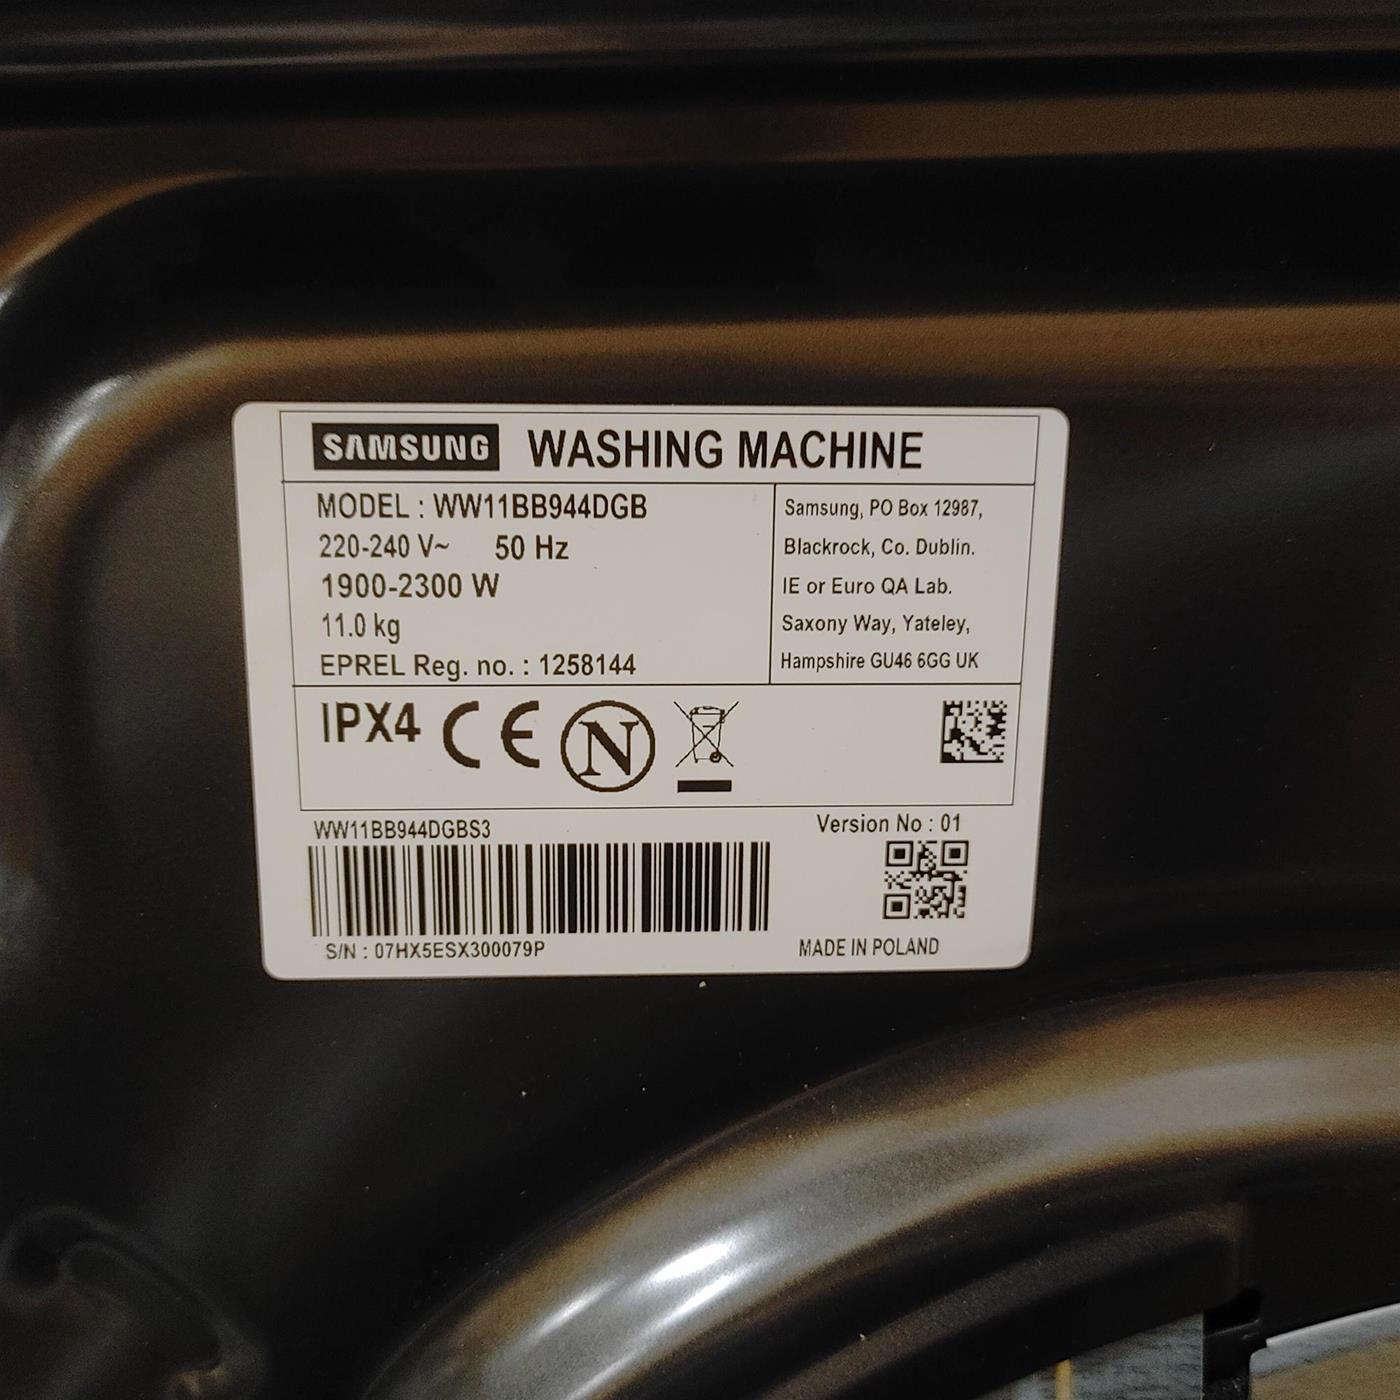 SAMSUNG WASHING MACHINE
MODEL : WW11BB944DGB
220-240 V~ 50 Hz
1900-2300 W
11.0 kg
EPREL Reg. no. : 1258144
Samsung, PO Box 12987,
Blackrock, Co. Dublin.
IE or Euro QA Lab.
Saxony Way, Yateley,
Hampshire GU46 6GG UK
IPX4 CE N
WW11BB944DGBS3
Version No : 01
S/N : 07HX5ESX300079P
MADE IN POLAND